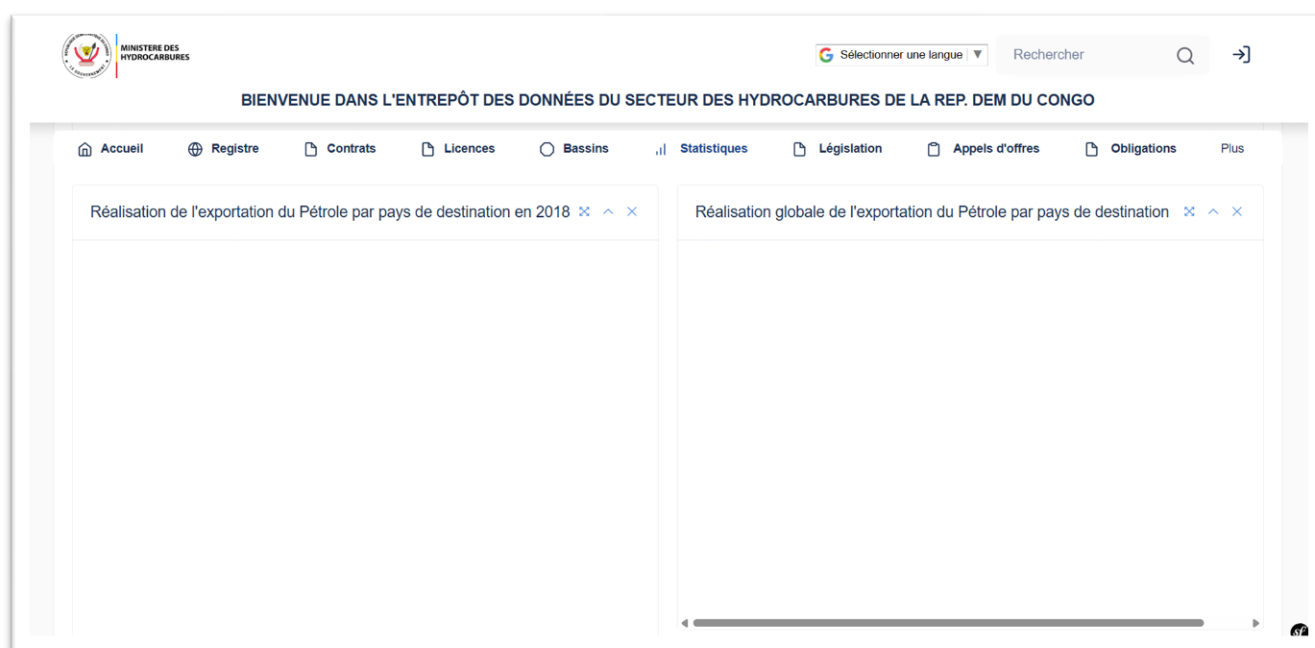 MINISTERE DES
HYDROCARBURES
Sélectionner une langue ▼
Rechercher
BIENVENUE DANS L'ENTREPÔT DES DONNÉES DU SECTEUR DES HYDROCARBURES DE LA REP. DEM DU CONGO
Accueil Registre Contrats Licences Bassins Statistiques Législation Appels d'offres Obligations Plus
Réalisation de l'exportation du Pétrole par pays de destination en 2018
Réalisation globale de l'exportation du Pétrole par pays de destination
sf